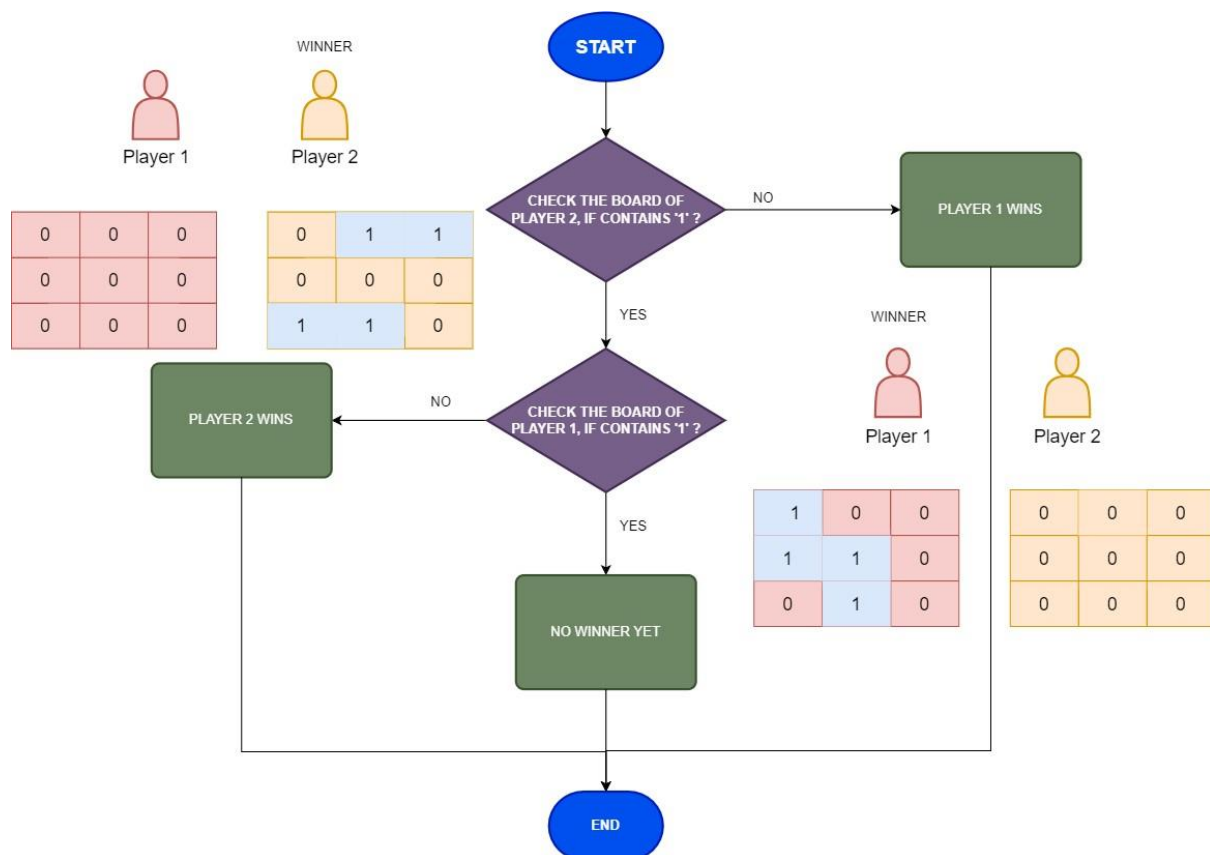 START
WINNER
Player 1
Player 2
CHECK THE BOARD OF
PLAYER 2, IF CONTAINS '1' ?
NO
PLAYER 1 WINS
0 0 0
0 0 0
0 0 0
0 1 1
0 0 0
1 1 0
YES
WINNER
PLAYER 2 WINS
NO
CHECK THE BOARD OF
PLAYER 1, IF CONTAINS '1' ?
Player 1
Player 2
YES
1 0 0
1 1 0
0 1 0
0 0 0
0 0 0
0 0 0
NO WINNER YET
END